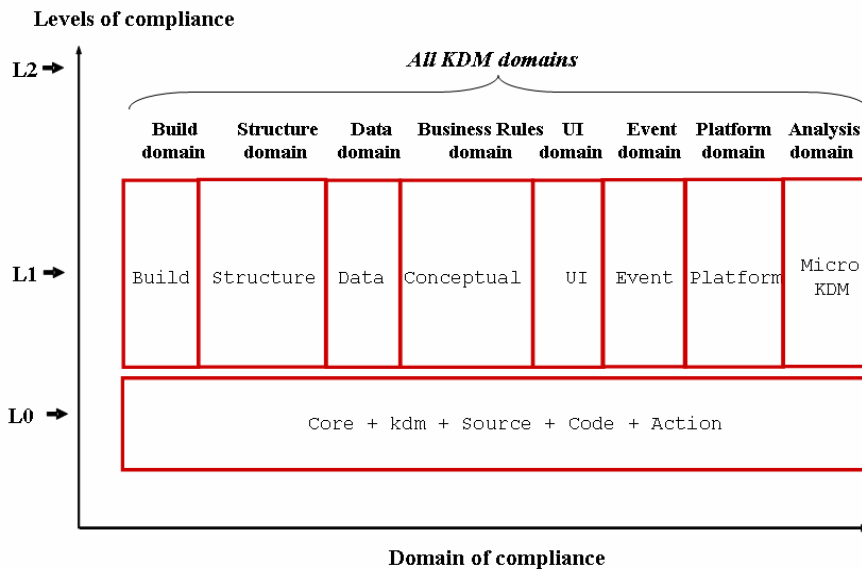 Levels of compliance
L2
All KDM domains
Build Structure Data Business Rules UI Event Platform Analysis
domain domain domain domain domain domain domain domain
L1
Build Structure Data Conceptual UI Event Platform Micro
KDM
L0
Core + kdm + Source + Code + Action
Domain of compliance